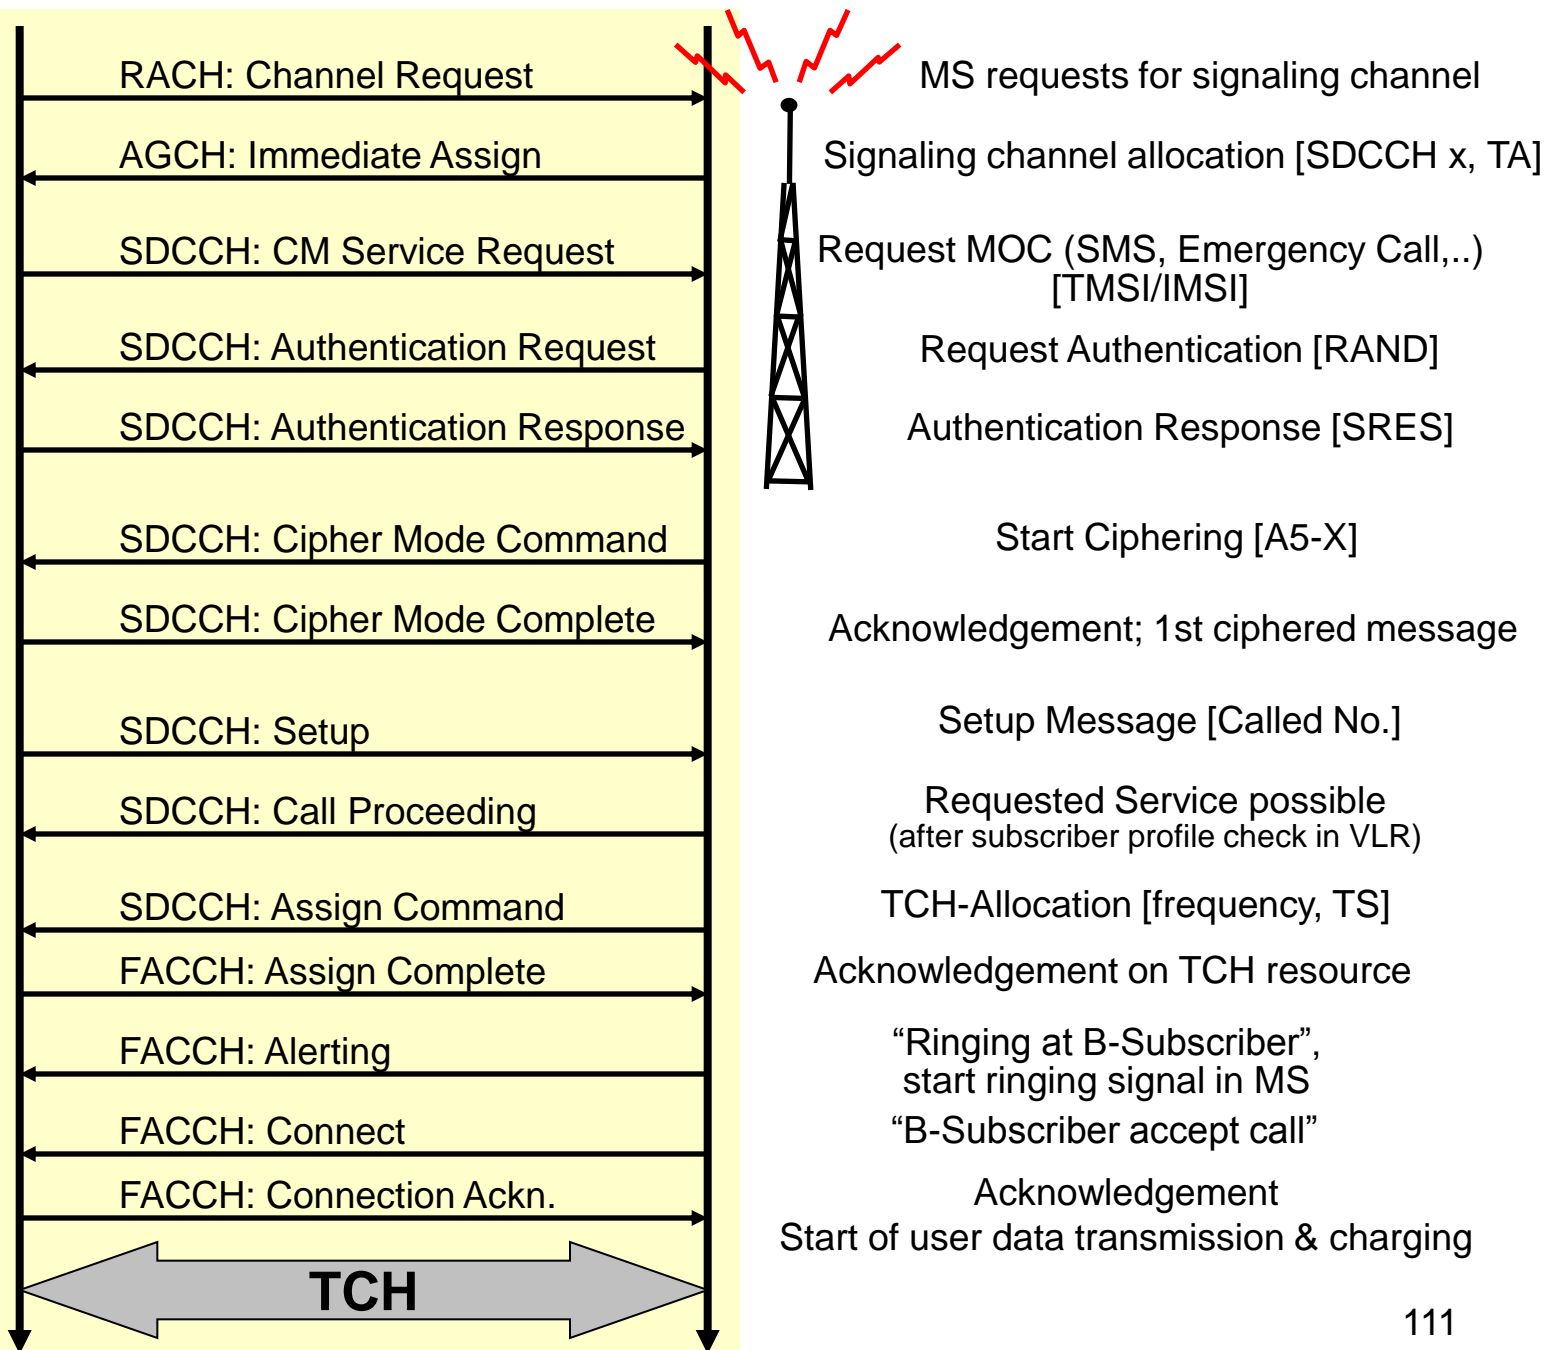 RACH: Channel Request
MS requests for signaling channel
AGCH: Immediate Assign
Signaling channel allocation [SDCCH x, TA]
SDCCH: CM Service Request
Request MOC (SMS, Emergency Call,..)
[TMSI/IMSI]
SDCCH: Authentication Request
Request Authentication [RAND]
SDCCH: Authentication Response
Authentication Response [SRES]
SDCCH: Cipher Mode Command
Start Ciphering [A5-X]
SDCCH: Cipher Mode Complete
Acknowledgement; 1st ciphered message
SDCCH: Setup
Setup Message [Called No.]
SDCCH: Call Proceeding
Requested Service possible
(after subscriber profile check in VLR)
SDCCH: Assign Command
TCH-Allocation [frequency, TS]
FACCH: Assign Complete
Acknowledgement on TCH resource
FACCH: Alerting
“Ringing at B-Subscriber”,
start ringing signal in MS
FACCH: Connect
“B-Subscriber accept call”
FACCH: Connection Ackn.
Acknowledgement
Start of user data transmission & charging
TCH
111